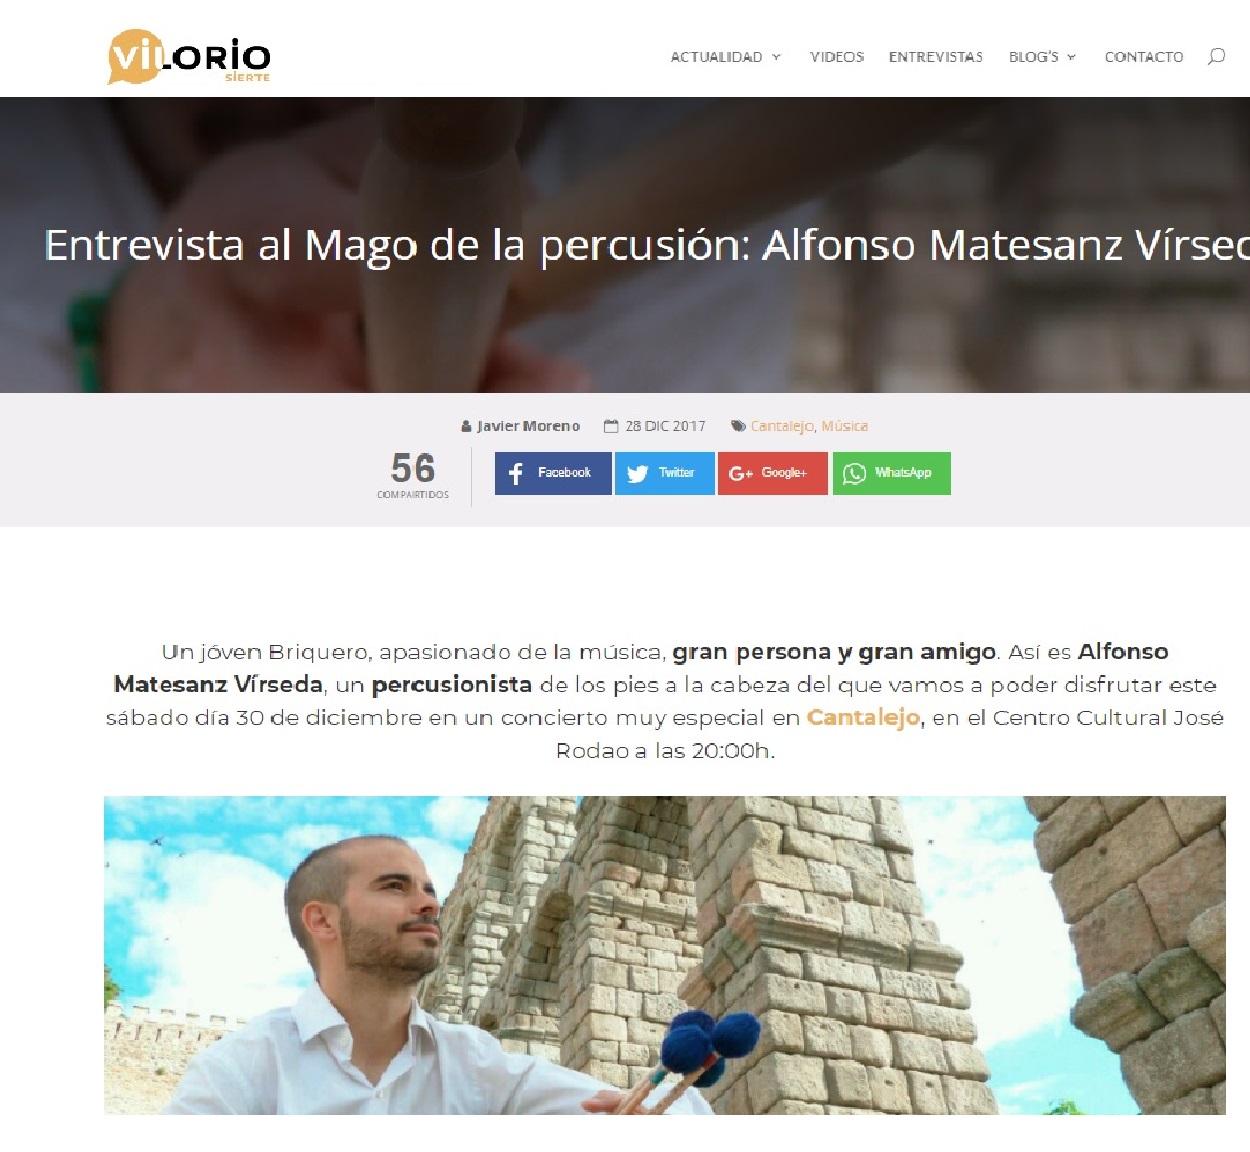 viLORiO
SiERTE
ACTUALIDAD VIDEOS ENTREVISTAS BLOG'S CONTACTO
Entrevista al Mago de la percusión: Alfonso Matesanz Vírsec
Javier Moreno 28 DIC 2017 Cantalejo, Música
56
COMPARTIDOS
Facebook Twitter G+ Google+ WhatsApp
Un jóven Briquero, apasionado de la música, gran persona y gran amigo. Así es Alfonso
Matesanz Vírseda, un percusionista de los pies a la cabeza del que vamos a poder disfrutar este
sábado día 30 de diciembre en un concierto muy especial en Cantalejo, en el Centro Cultural José
Rodao a las 20:00h.